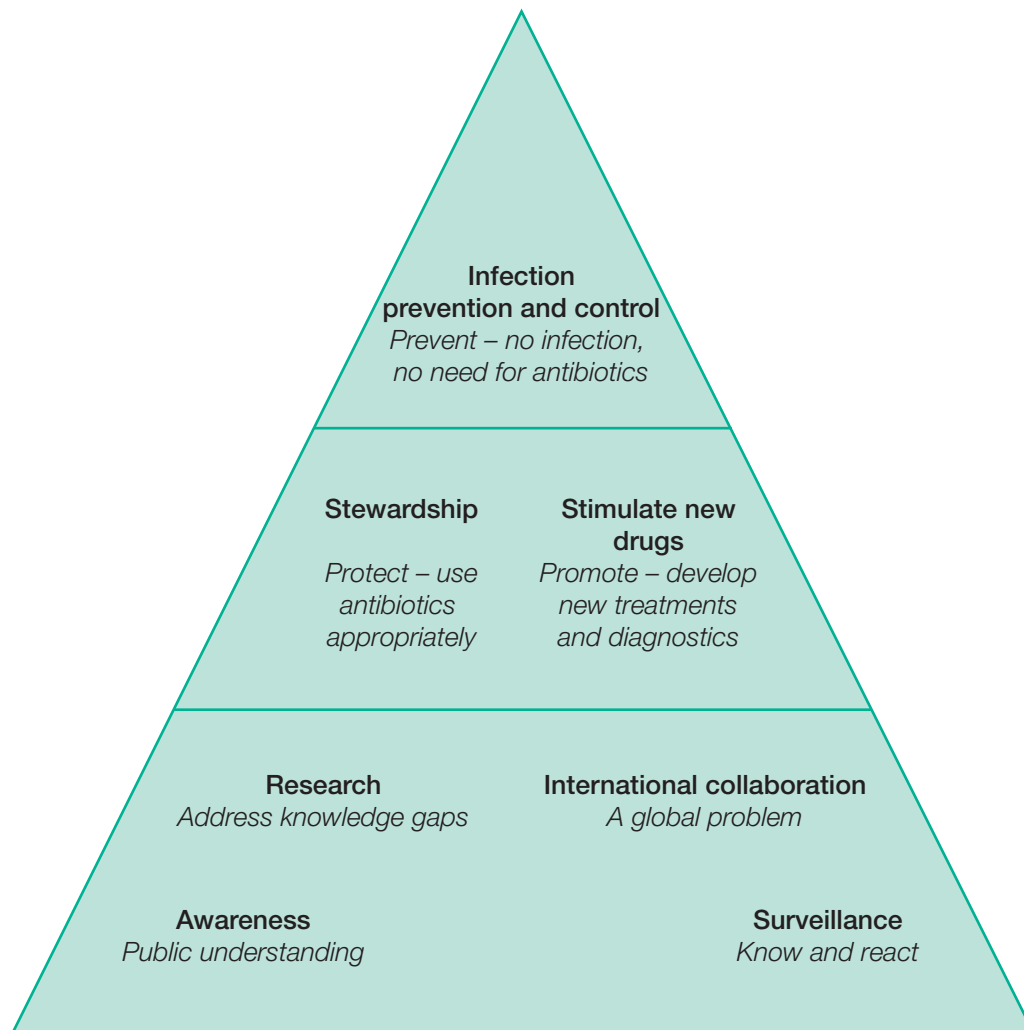 Infection
prevention and control
Prevent – no infection,
no need for antibiotics
Stewardship
Protect – use
antibiotics
appropriately
Stimulate new
drugs
Promote – develop
new treatments
and diagnostics
Research
Address knowledge gaps
International collaboration
A global problem
Awareness
Public understanding
Surveillance
Know and react